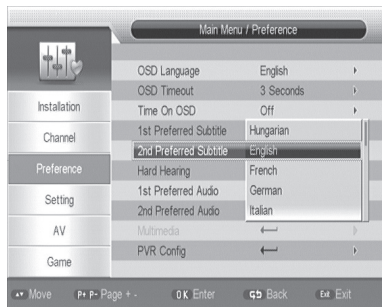 Main Menu / Preference
OSD Language English
OSD Timeout 3 Seconds
Installation
Time On OSD Off
1st Preferred Subtitle Hungarian
Channel
2nd Preferred Subtitle English
Preference
Hard Hearing French
1st Preferred Audio German
Setting
2nd Preferred Audio Italian
AV
Multimedia
PVR Config
Game
Move P+ P- Page + - OK Enter Back Exit Exit